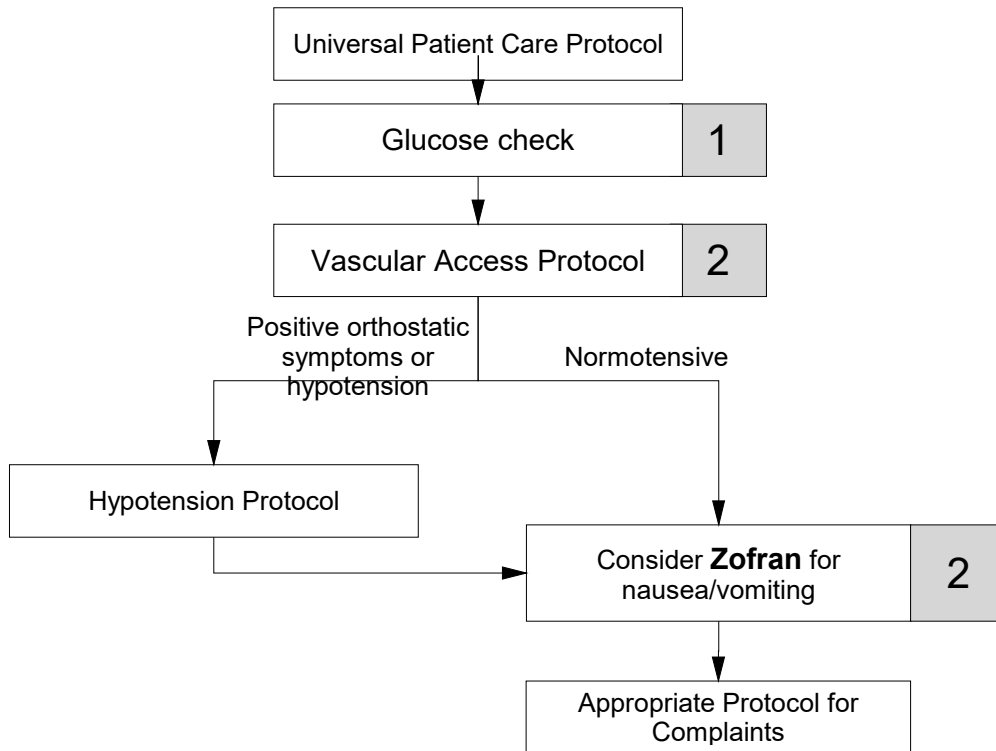 Universal Patient Care Protocol
Glucose check
1
Vascular Access Protocol
2
Positive orthostatic
symptoms or
hypotension
Normotensive
Hypotension Protocol
Consider Zofran for
nausea/vomiting
2
Appropriate Protocol for
Complaints